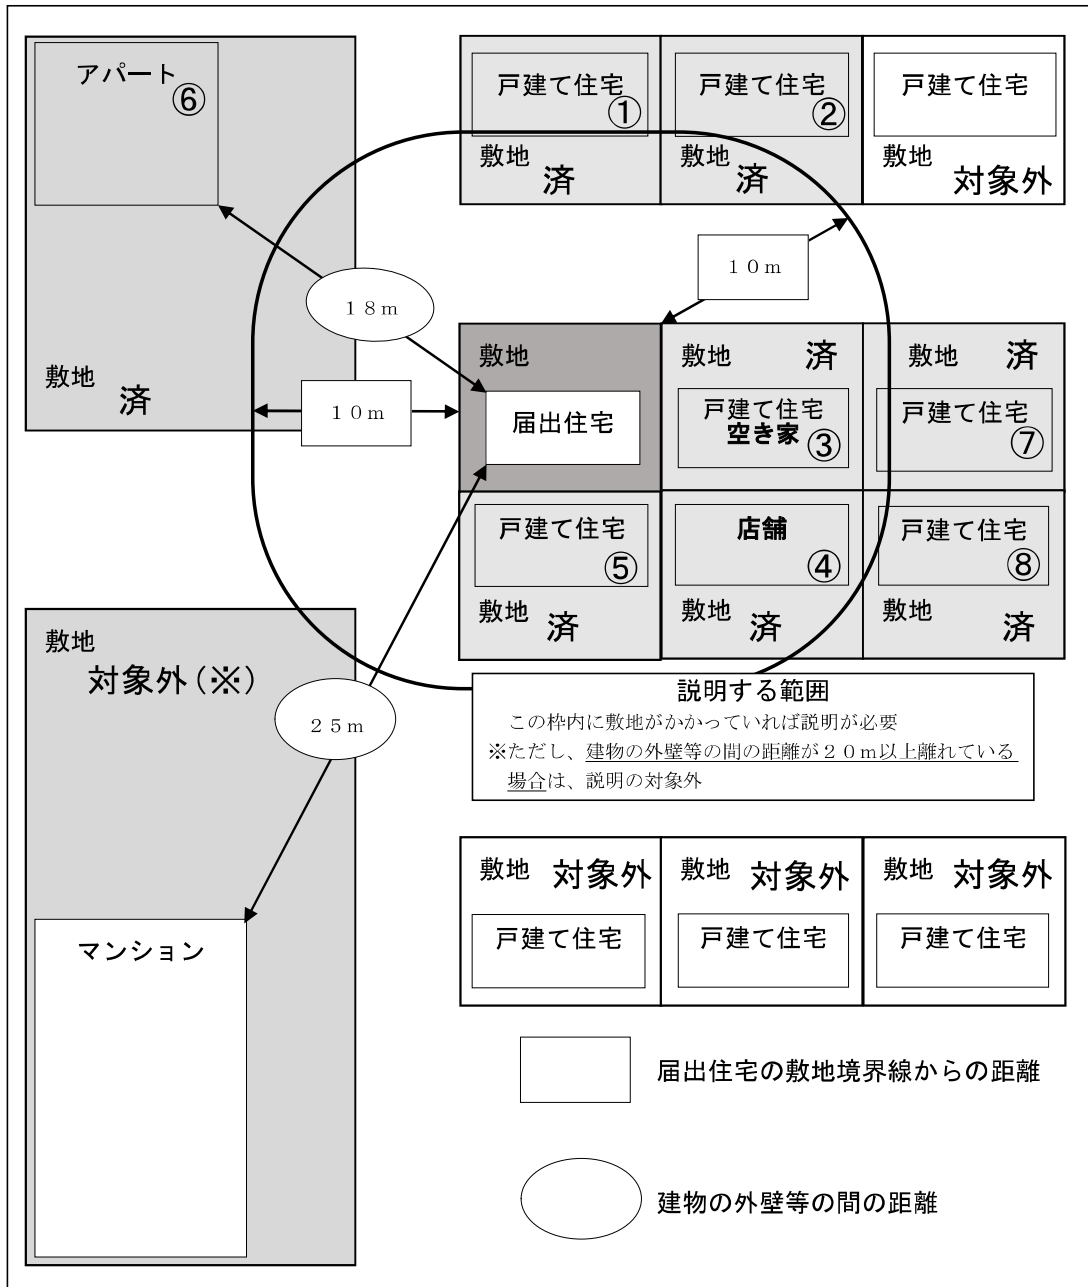 アパート
⑥
敷地
済
戸建て住宅
①
敷地
済
戸建て住宅
②
敷地
済
戸建て住宅
敷地
対象外
１０ｍ
１８ｍ
１０ｍ
敷地
届出住宅
敷地
済
戸建て住宅
空き家
③
敷地
済
戸建て住宅
⑦
戸建て住宅
⑤
敷地
済
店舗
④
敷地
済
戸建て住宅
⑧
敷地
済
敷地
対象外（※）
２５ｍ
マンション
説明する範囲
この枠内に敷地がかかっていれば説明が必要
※ただし、建物の外壁等の間の距離が２０ｍ以上離れている
場合は、説明の対象外
敷地
対象外
戸建て住宅
敷地
対象外
戸建て住宅
敷地
対象外
戸建て住宅
届出住宅の敷地境界線からの距離
建物の外壁等の間の距離